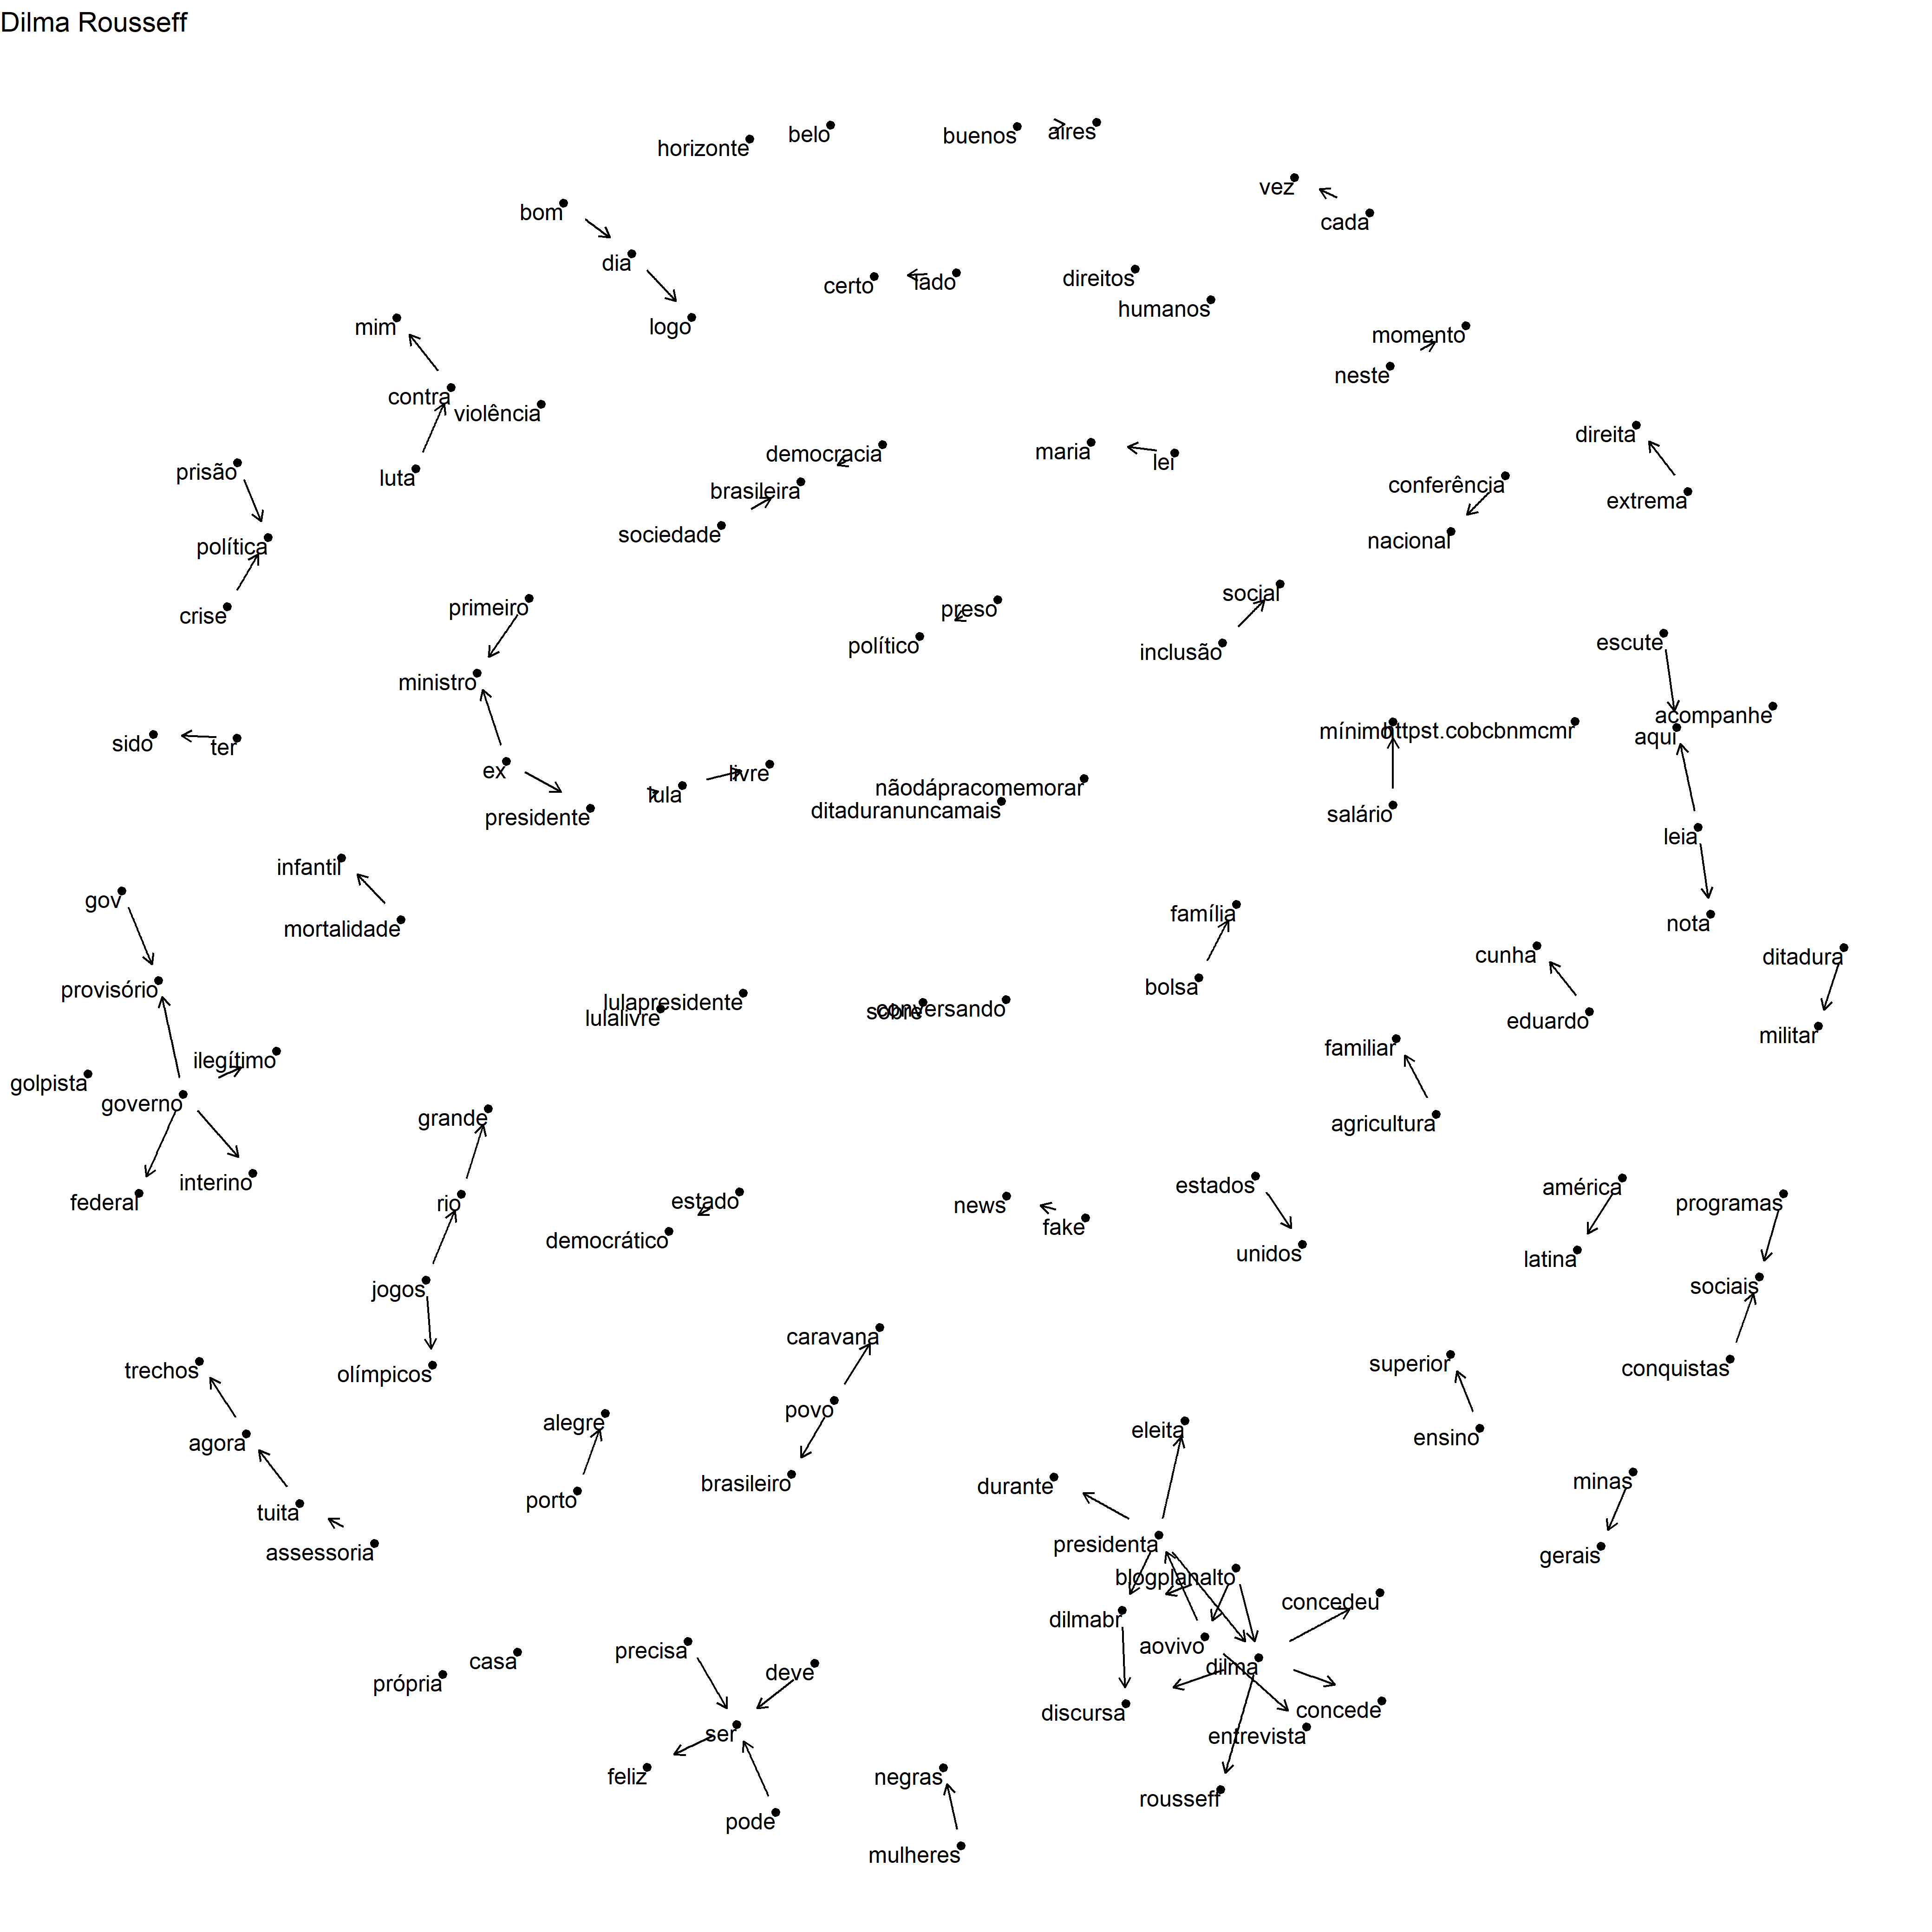 Dilma Rousseff
belo
buenos
aires
horizonte
vez
cada
bom
dia
certo
lado
direitos
humanos
mim
logo
momento
neste
contra
violência
direita
prisão
luta
democracia
maria
lei
brasileira
conferência
extrema
sociedade
nacional
política
crise
primeiro
preso
social
político
inclusão
escute
ministro
acompanhe
sido
ter
mínimo
httpst.cobcbnmcmr
aqui
ex
lula
livre
nãodápracomemorar
presidente
ditaduranuncamais
salário
leia
infantil
gov
mortalidade
família
nota
cunha
ditadura
provisório
lulapresidente
lulalivre
sobre
conversando
bolsa
eduardo
militar
ilegítimo
familiar
golpista
governo
grande
agricultura
federal
interino
rio
estado
news
fake
estados
américa
programas
democrático
unidos
latina
jogos
sociais
caravana
trechos
olímpicos
superior
conquistas
agora
alegre
povo
eleita
ensino
tuita
porto
brasileiro
durante
minas
assessoria
presidenta
gerais
blogplanalto
concedeu
dilmabr
aovivo
própria
casa
precisa
deve
dilma
discursa
concede
ser
entrevista
feliz
negras
rousseff
pode
mulheres